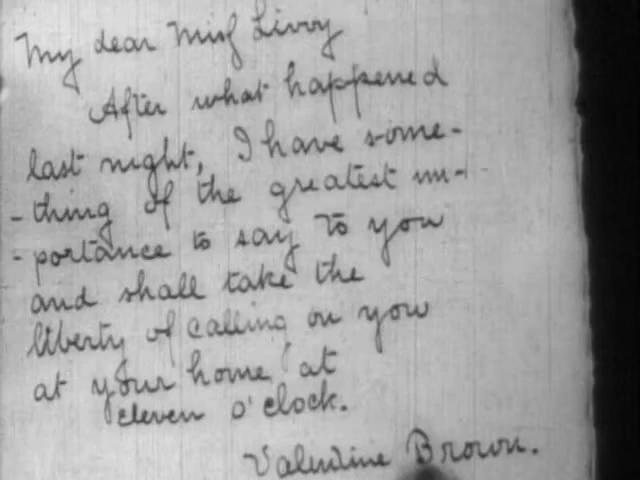 My dear Miss Livvy
After what happened
last night, I have some-
-thing of the greatest im-
-portance to say to you
and shall take the
liberty of calling on you
at your home at
eleven o'clock.
Valentine Brown.